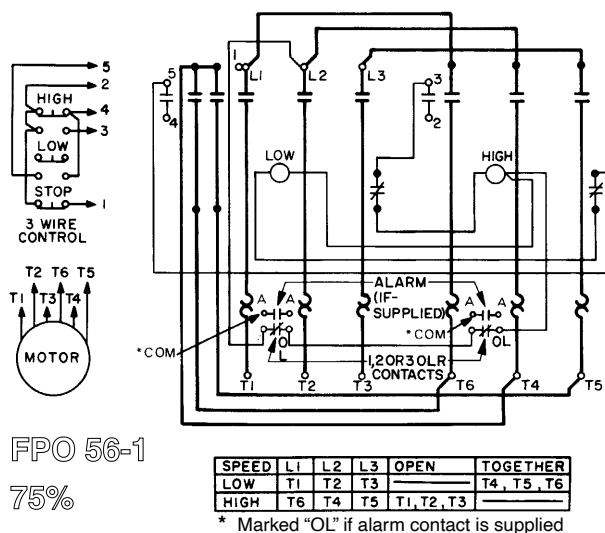 5
2
HIGH
4
3
LOW
STOP
1
3 WIRE
CONTROL
T2 T6 T5
T1 T3 T4
MOTOR
1 L1 L2 L3
5
4
3
2
LOW
HIGH
A A ALARM A A
(IF-
SUPPLIED)
*COM
*COM
OL
OL
1,2 OR 3 OLR
CONTACTS
T1 T2 T3 T6 T4 T5
FPO 56-1
75%
SPEED L1 L2 L3 OPEN TOGETHER
LOW T1 T2 T3 T4, T5, T6
HIGH T6 T4 T5 T1, T2, T3
* Marked “OL” if alarm contact is supplied